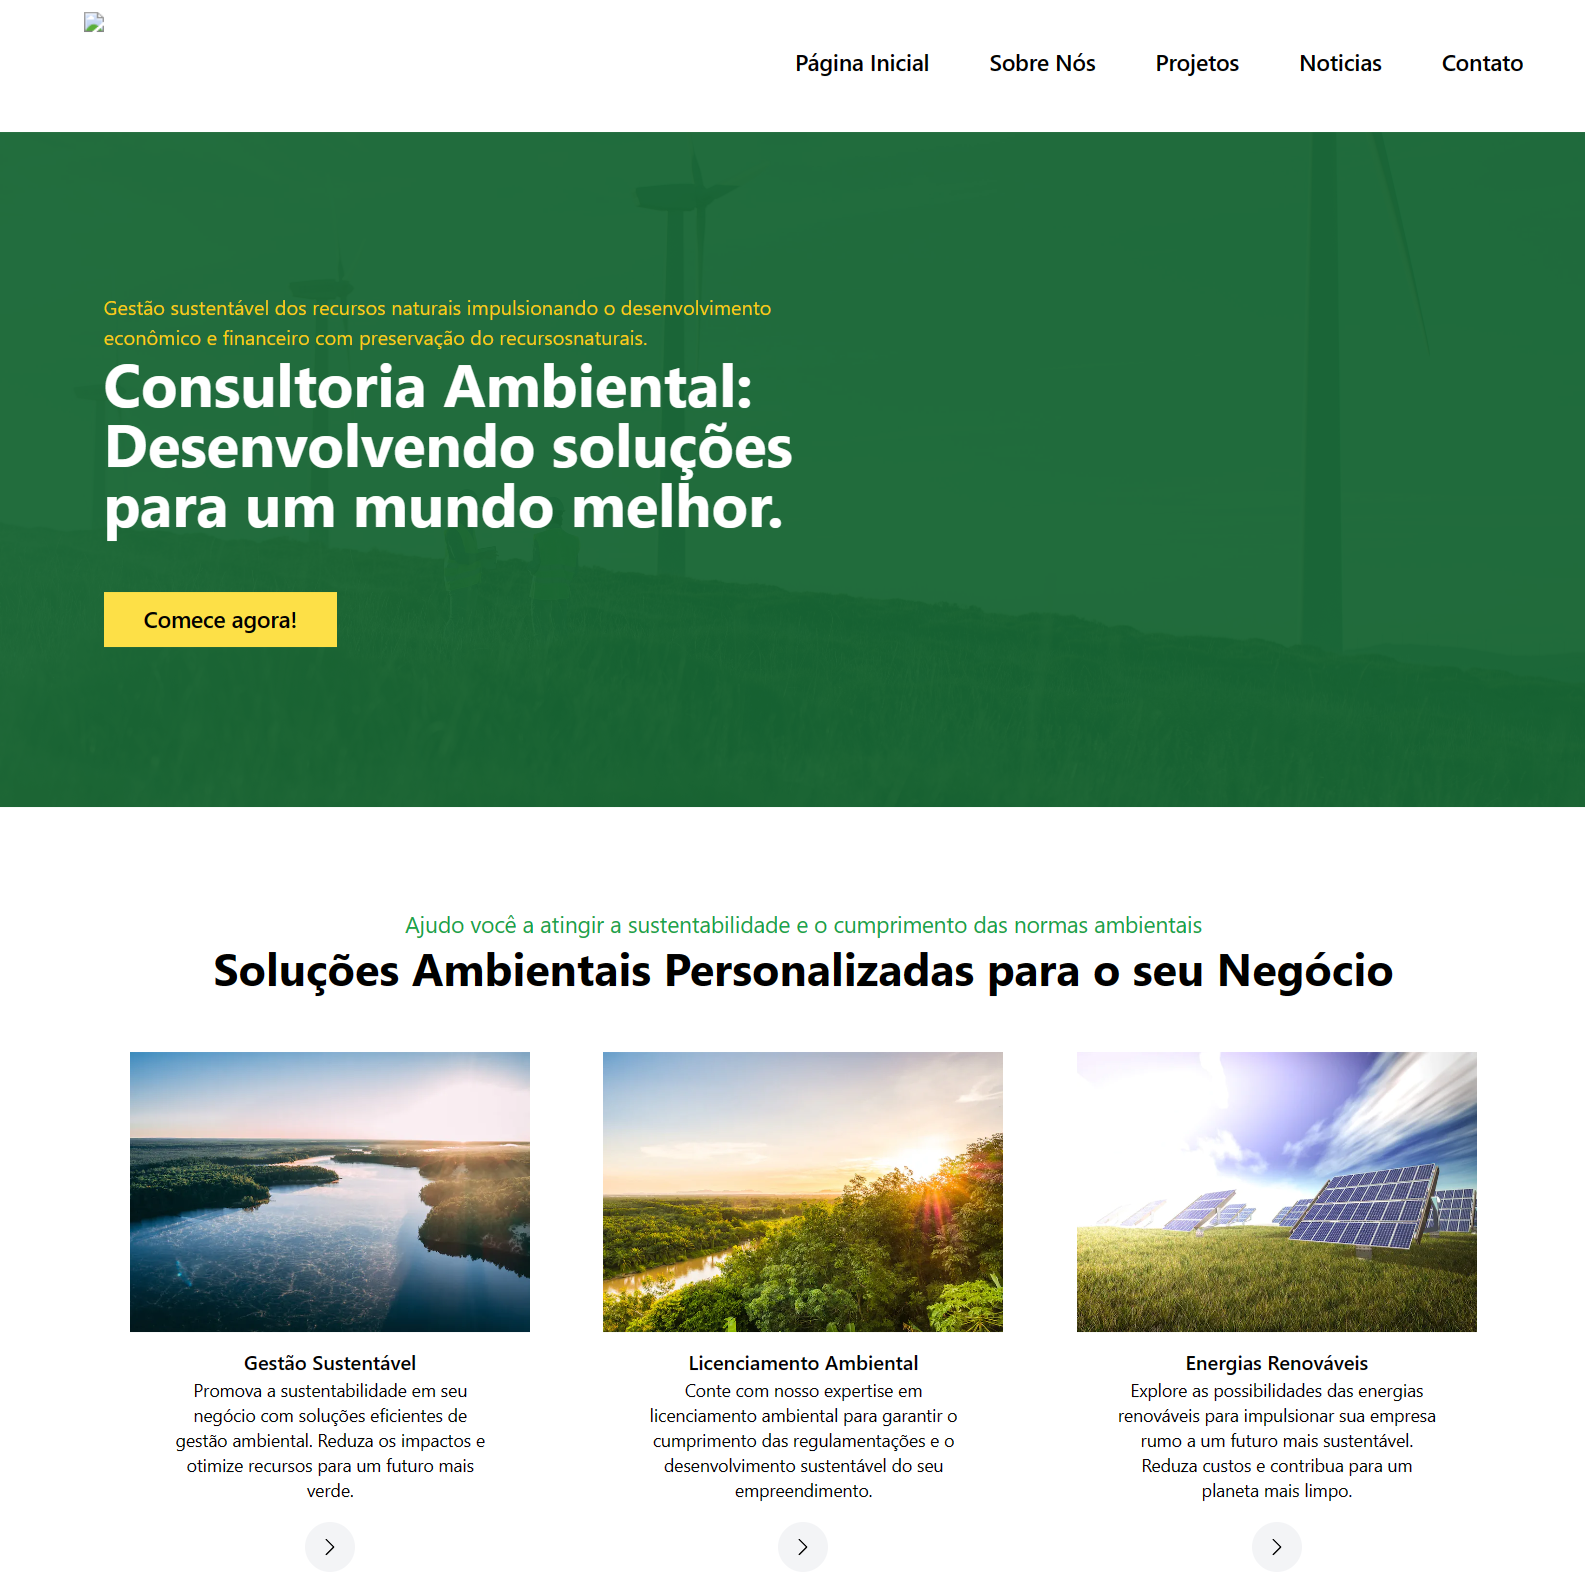 Página Inicial Sobre Nós Projetos Noticias Contato
Gestão sustentável dos recursos naturais impulsionando o desenvolvimento
econômico e financeiro com preservação do recursosnaturais.
Consultoria Ambiental:
Desenvolvendo soluções
para um mundo melhor.
Comece agora!
Ajudo você a atingir a sustentabilidade e o cumprimento das normas ambientais
Soluções Ambientais Personalizadas para o seu Negócio
Gestão Sustentável
Promova a sustentabilidade em seu
negócio com soluções eficientes de
gestão ambiental. Reduza os impactos e
otimize recursos para um futuro mais
verde.
Licenciamento Ambiental
Conte com nosso expertise em
licenciamento ambiental para garantir o
cumprimento das regulamentações e o
desenvolvimento sustentável do seu
empreendimento.
Energias Renováveis
Explore as possibilidades das energias
renováveis para impulsionar sua empresa
rumo a um futuro mais sustentável.
Reduza custos e contribua para um
planeta mais limpo.